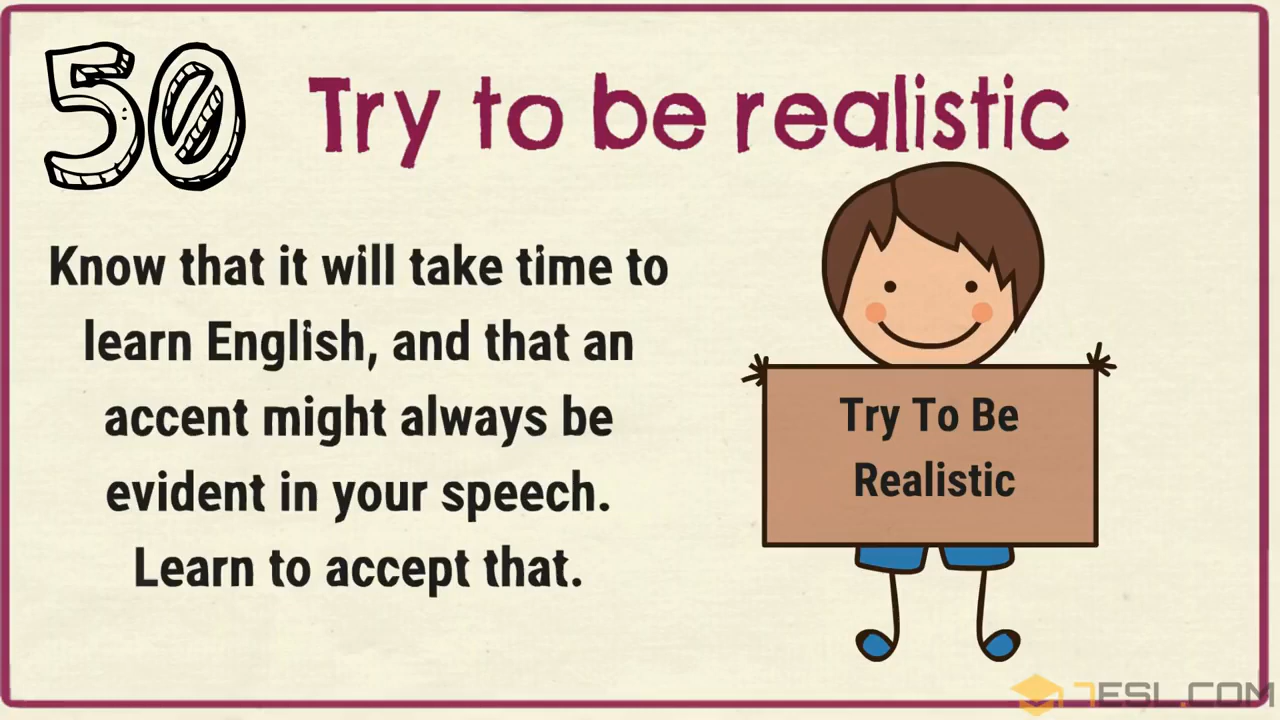 50
Try to be realistic
Know that it will take time to
learn English, and that an
accent might always be
evident in your speech.
Learn to accept that.
Try To Be
Realistic
7ESL.COM